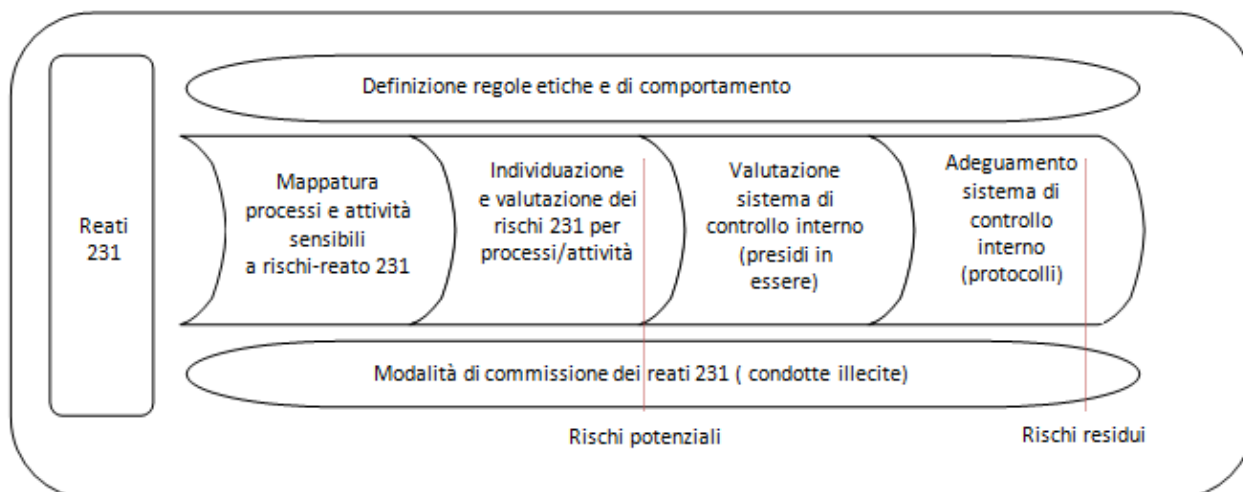 Definizione regole etiche e di comportamento
Reati
231
Mappatura
processi e attività
sensibili
a rischi-reato 231
Individuazione
e valutazione dei
rischi 231 per
processi/attività
Valutazione
sistema di
controllo interno
(presidi in
essere)
Adeguamento
sistema di
controllo
interno
(protocolli)
Modalità di commissione dei reati 231 ( condotte illecite)
Rischi potenziali
Rischi residui